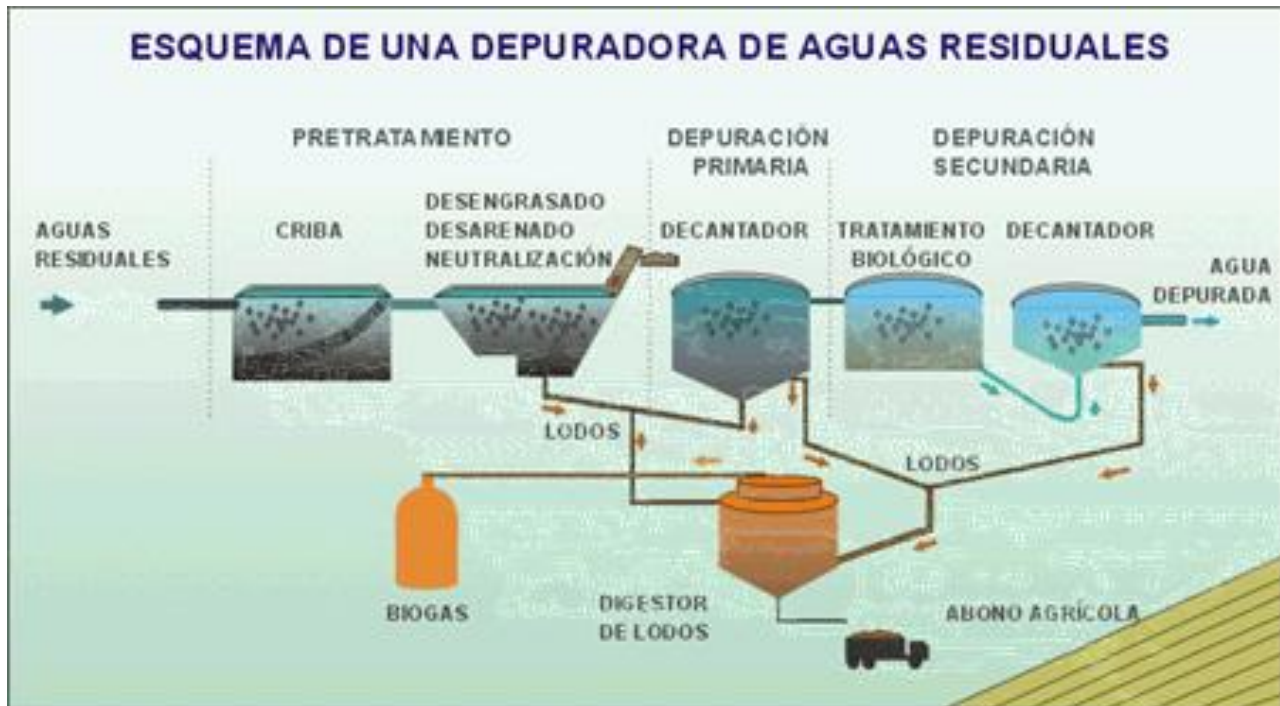 ESQUEMA DE UNA DEPURADORA DE AGUAS RESIDUALES
PRETRATAMIENTO
DEPURACIÓN
PRIMARIA
DEPURACIÓN
SECUNDARIA
AGUAS
RESIDUALES
CRIBA
DESENGRASADO
DESARENADO
NEUTRALIZACIÓN
DECANTADOR
TRATAMIENTO
BIOLÓGICO
DECANTADOR
AGUA
DEPURADA
LODOS
LODOS
BIOGAS
DIGESTOR
DE LODOS
ABONO AGRÍCOLA